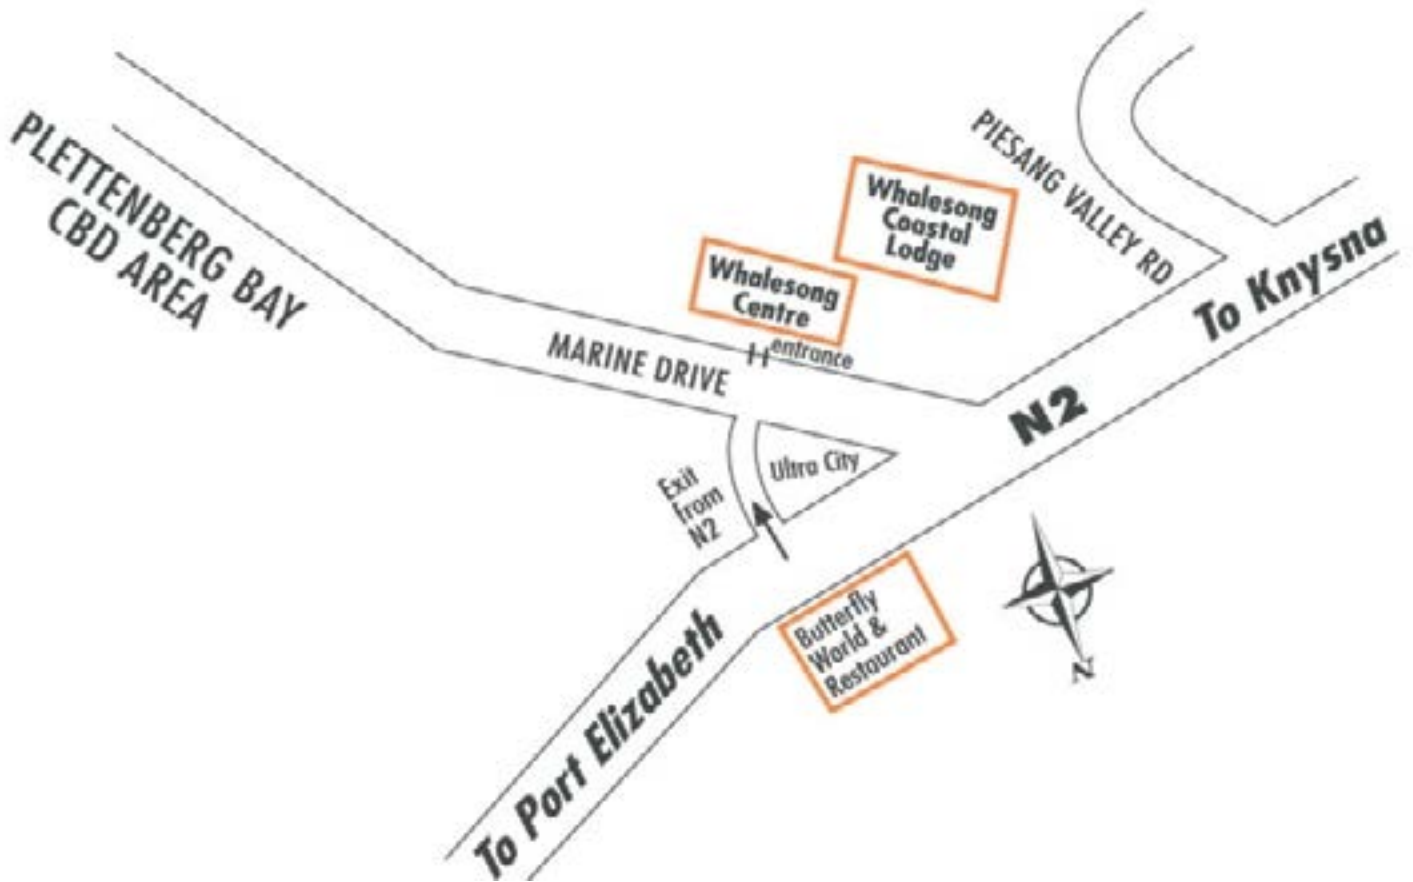 PLETTENBERG BAY
CBD AREA
PIESANG VALLEY RD
Whalesong
Coastal
Lodge
Whalesong
Centre
entrance
MARINE DRIVE
To Knysna
N2
Ultra City
Exit
from
N2
Butterfly
World &
Restaurant
To Port Elizabeth
N